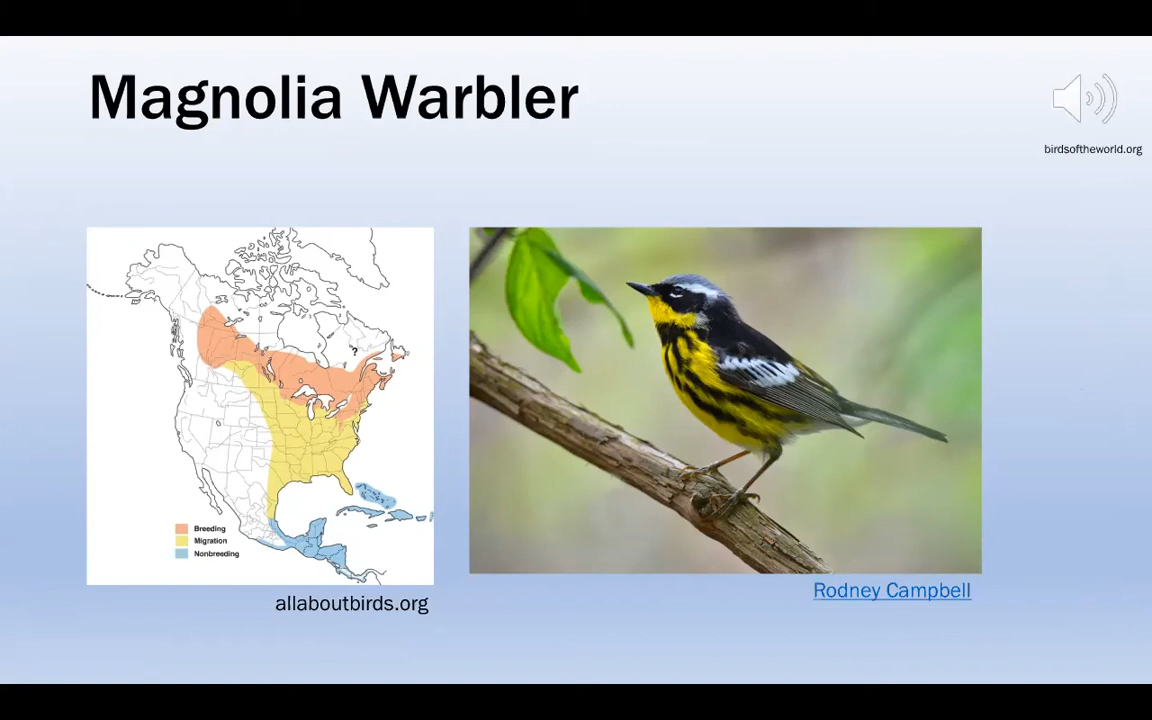 Magnolia Warbler
birdsoftheworld.org
?
Breeding
Migration
Nonbreeding
allaboutbirds.org
Rodney Campbell